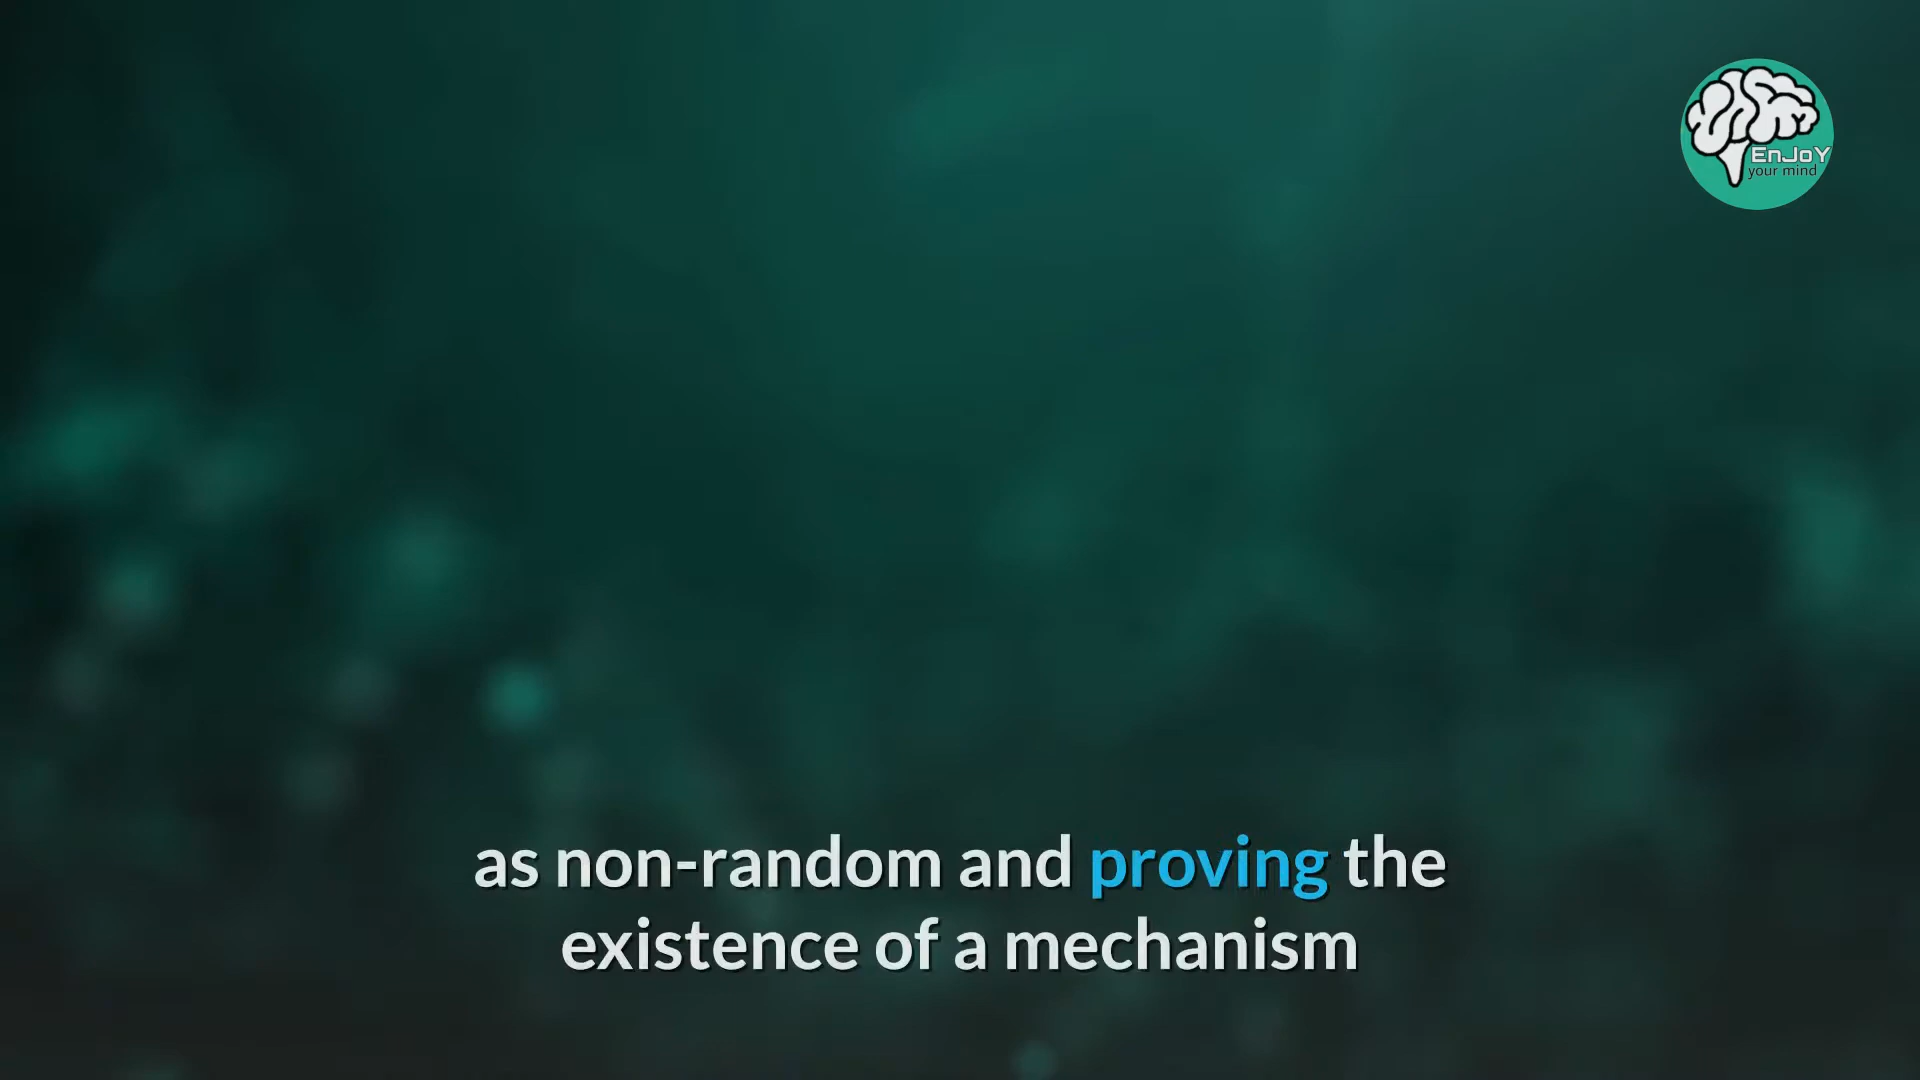 EnJoY
your mind
as non-random and proving the
existence of a mechanism